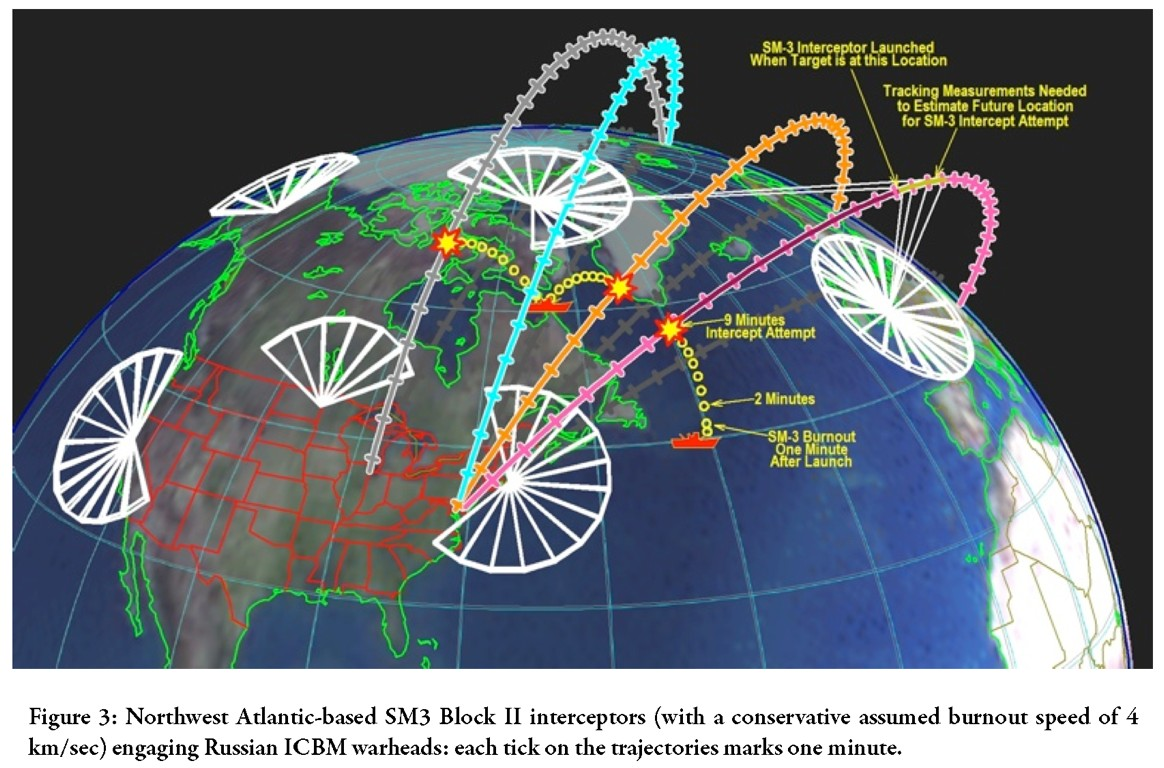 SM-3 Interceptor Launched
When Target is at this Location
Tracking Measurements Needed
to Estimate Future Location
for SM-3 Intercept Attempt
9 Minutes
Intercept Attempt
2 Minutes
SM-3 Burnout
One Minute
After Launch
Figure 3: Northwest Atlantic-based SM3 Block II interceptors (with a conservative assumed burnout speed of 4
km/sec) engaging Russian ICBM warheads: each tick on the trajectories marks one minute.